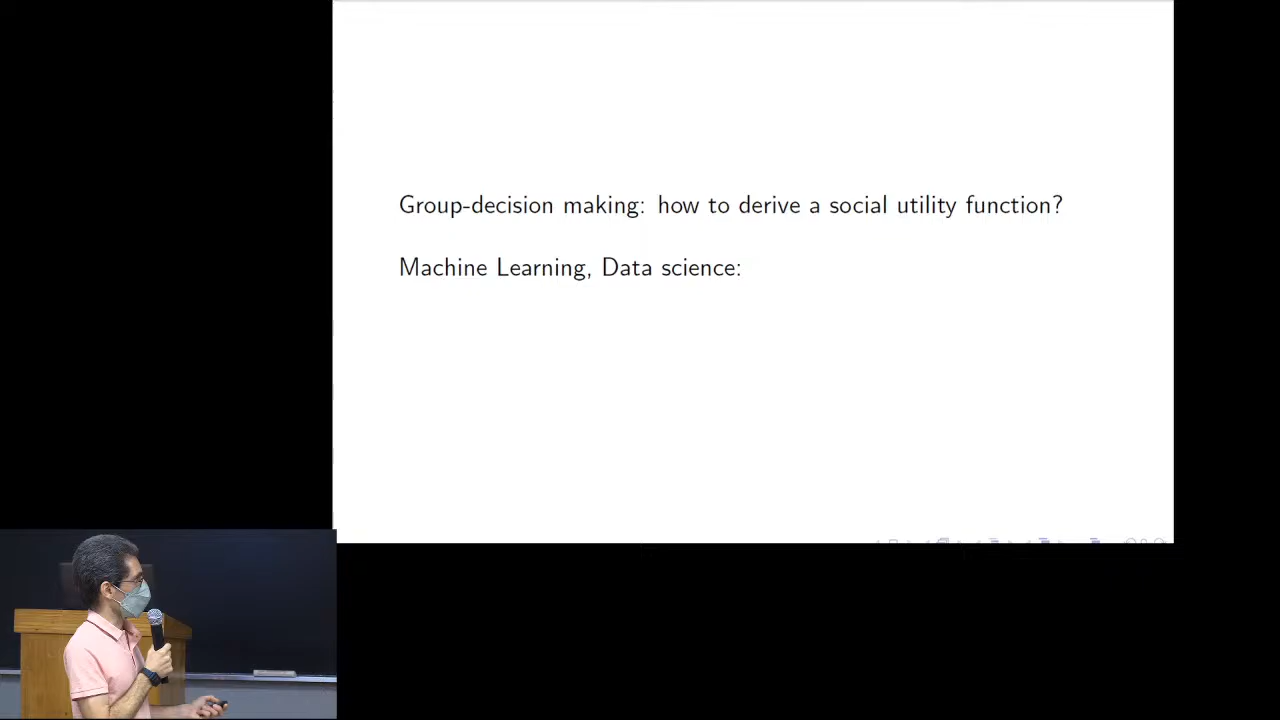 Group-decision making: how to derive a social utility function?
Machine Learning, Data science: